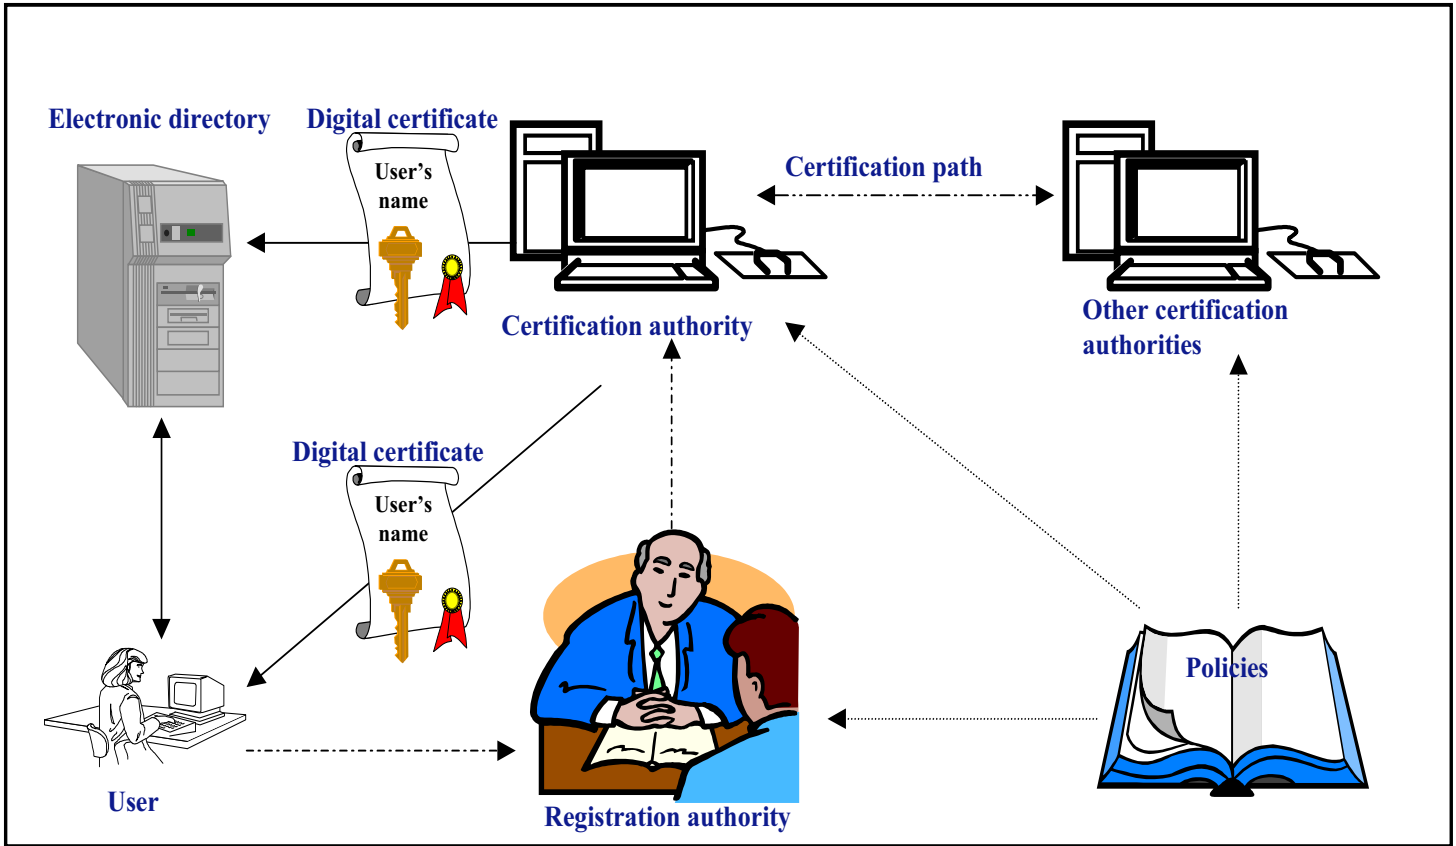 Electronic directory
Digital certificate
User's
name
Certification path
Certification authority
Other certification
authorities
Digital certificate
User's
name
Policies
User
Registration authority